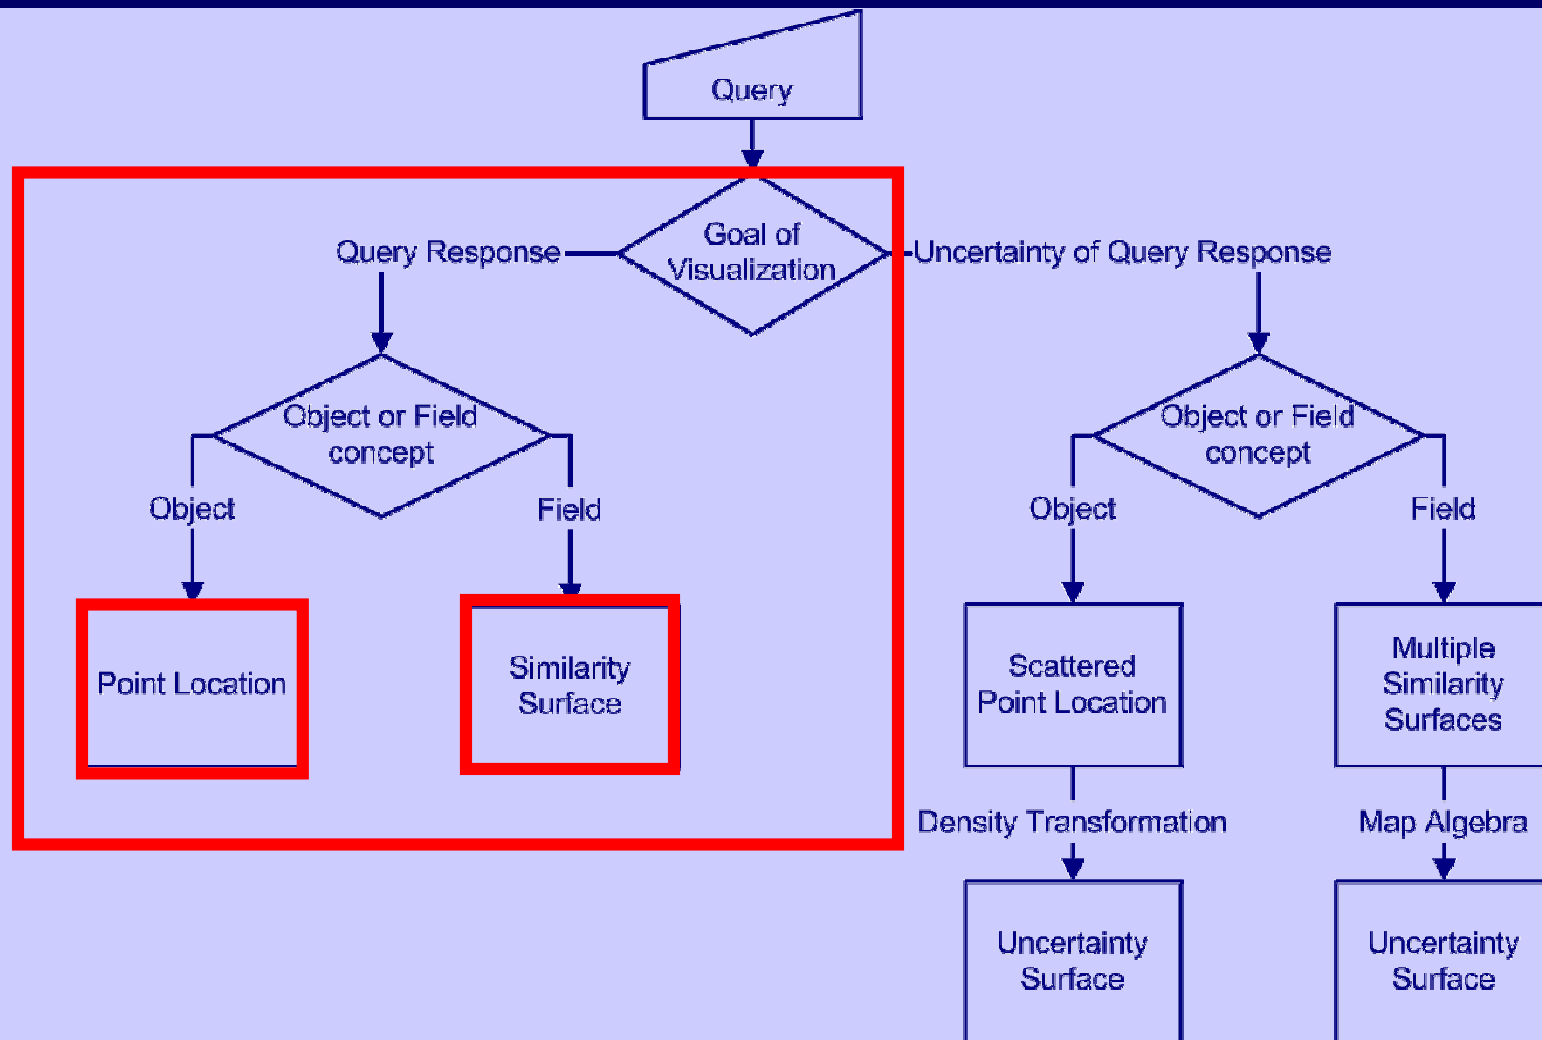 Query
Goal of
Visualization
Query Response
Uncertainty of Query Response
Object or Field
concept
Object
Field
Point Location
Similarity
Surface
Object or Field
concept
Object
Field
Scattered
Point Location
Multiple
Similarity
Surfaces
Density Transformation
Map Algebra
Uncertainty
Surface
Uncertainty
Surface